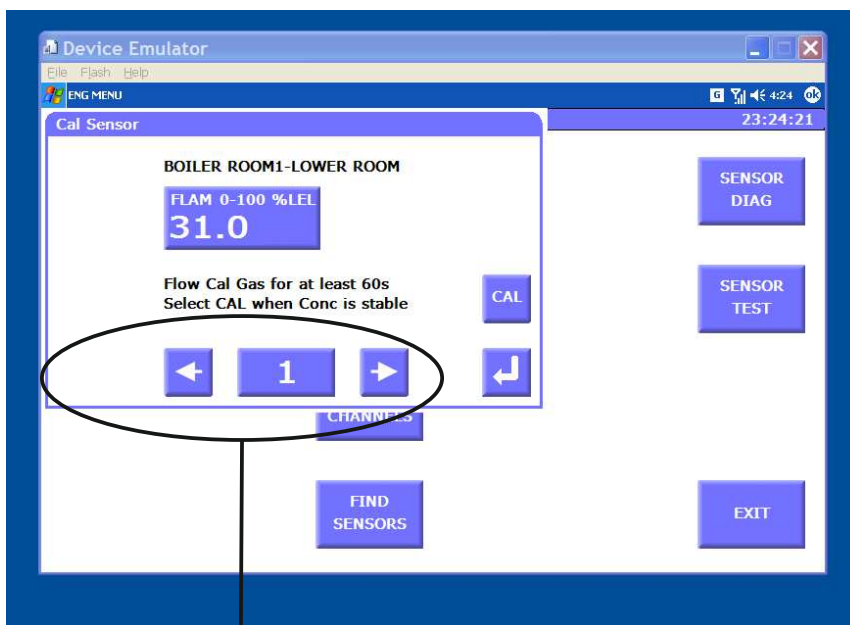 Device Emulator
File Flash Help
ENG MENU
G 4:24 ok
Cal Sensor
23:24:21
BOILER ROOM1-LOWER ROOM
FLAM 0-100 %LEL
31.0
SENSOR
DIAG
Flow Cal Gas for at least 60s
Select CAL when Conc is stable
CAL
SENSOR
TEST
1
CHANNELS
FIND
SENSORS
EXIT